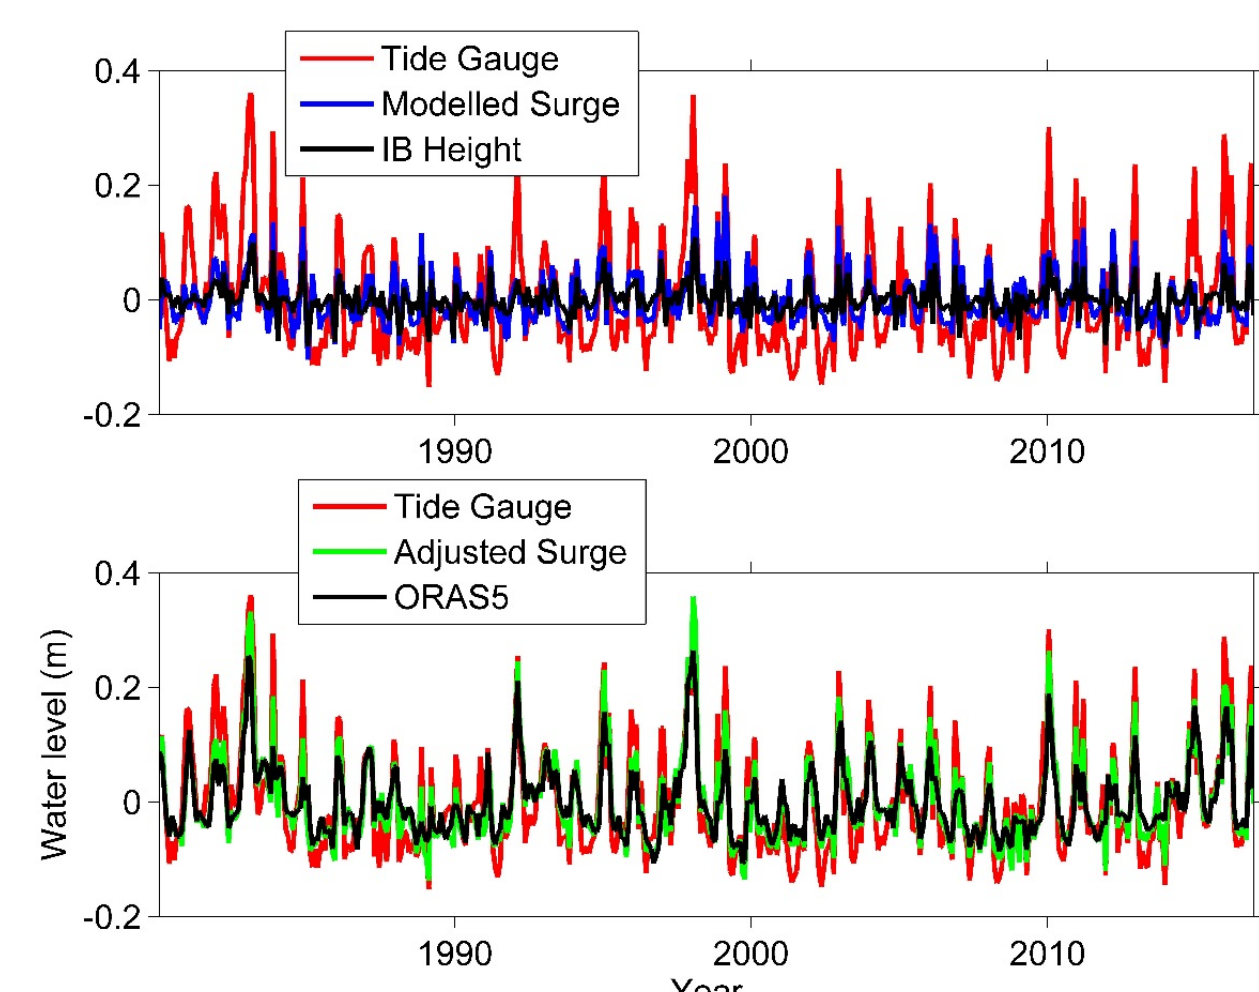 Tide Gauge
Modelled Surge
IB Height
0.4
0.2
0
-0.2
1990 2000 2010
Tide Gauge
Adjusted Surge
ORAS5
0.4
0.2
0
-0.2
Water level (m)
1990 2000 2010
Year